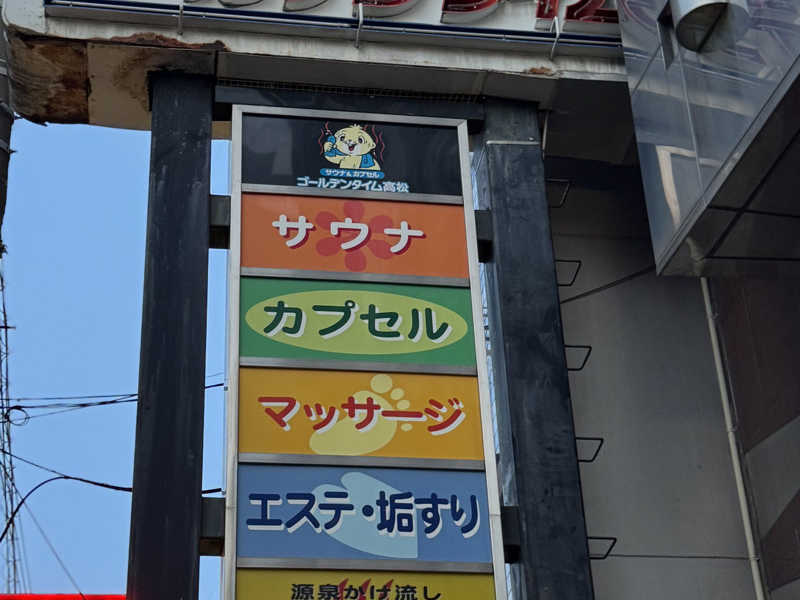 サウナ&カプセル
ゴールデンタイム高松
サウナ
カプセル
マッサージ
エステ・垢すり
源泉かけ流し